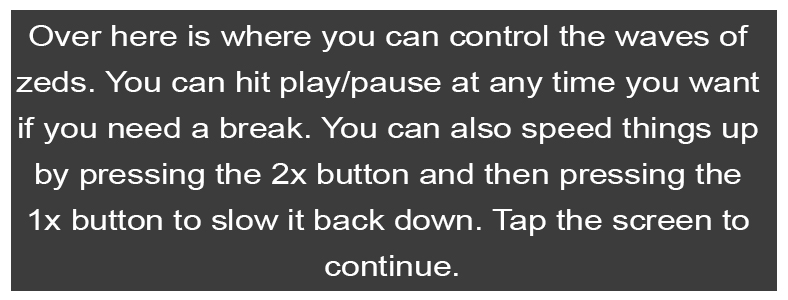 Over here is where you can control the waves of
zeds. You can hit play/pause at any time you want
if you need a break. You can also speed things up
by pressing the 2x button and then pressing the
1x button to slow it back down. Tap the screen to
continue.